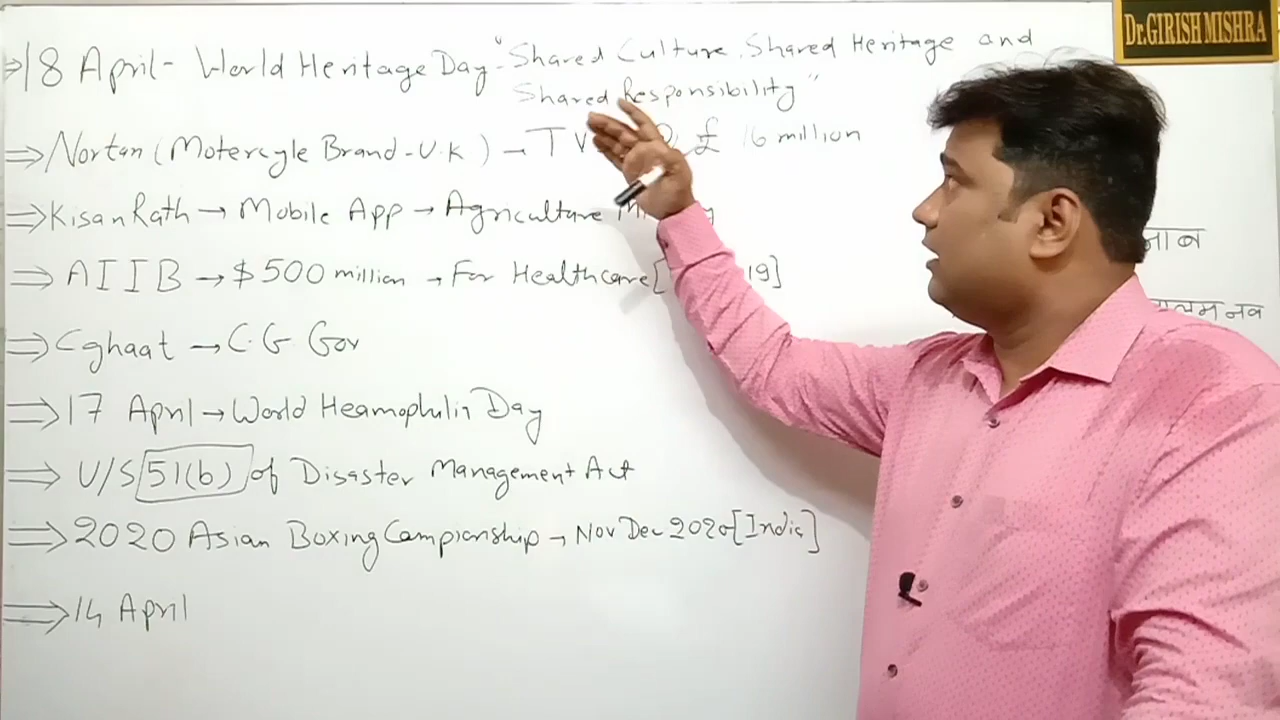 Dr.GIRISH MISHRA
⇒ 18 April - World Heritage Day - "Shared Culture, Shared Heritage and
Shared Responsibility"
⇒ Nortan (Motercycle Brand - U.K) → TV £ 16 million
⇒ Kisan Rath → Mobile App → Agriculture
⇒ AIIB → $500 million → For Healthcare [ 19]
⇒ Cghaat → C.G. Gov
⇒ 17 April → World Heamophulia Day
⇒ U/S 51(b) of Disaster Management Act
⇒ 2020 Asian Boxing Campionship → Nov Dec 2020 [India]
⇒ 14 April